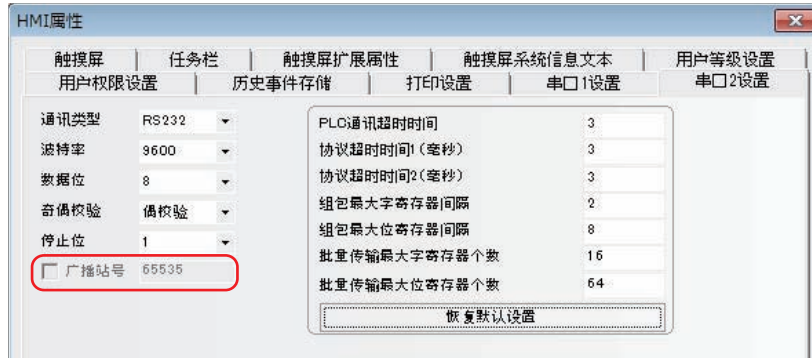 HMI属性
触摸屏 任务栏 触摸屏扩展属性 触摸屏系统信息文本 用户等级设置
用户权限设置 历史事件存储 打印设置 串口1设置 串口2设置
通讯类型 RS232
波特率 9600
数据位 8
奇偶校验 偶校验
停止位 1
广播站号 65535
PLC通讯超时时间 3
协议超时时间1(毫秒) 3
协议超时时间2(毫秒) 3
组包最大字寄存器间隔 2
组包最大位寄存器间隔 8
批量传输最大字寄存器个数 16
批量传输最大位寄存器个数 64
恢复默认设置